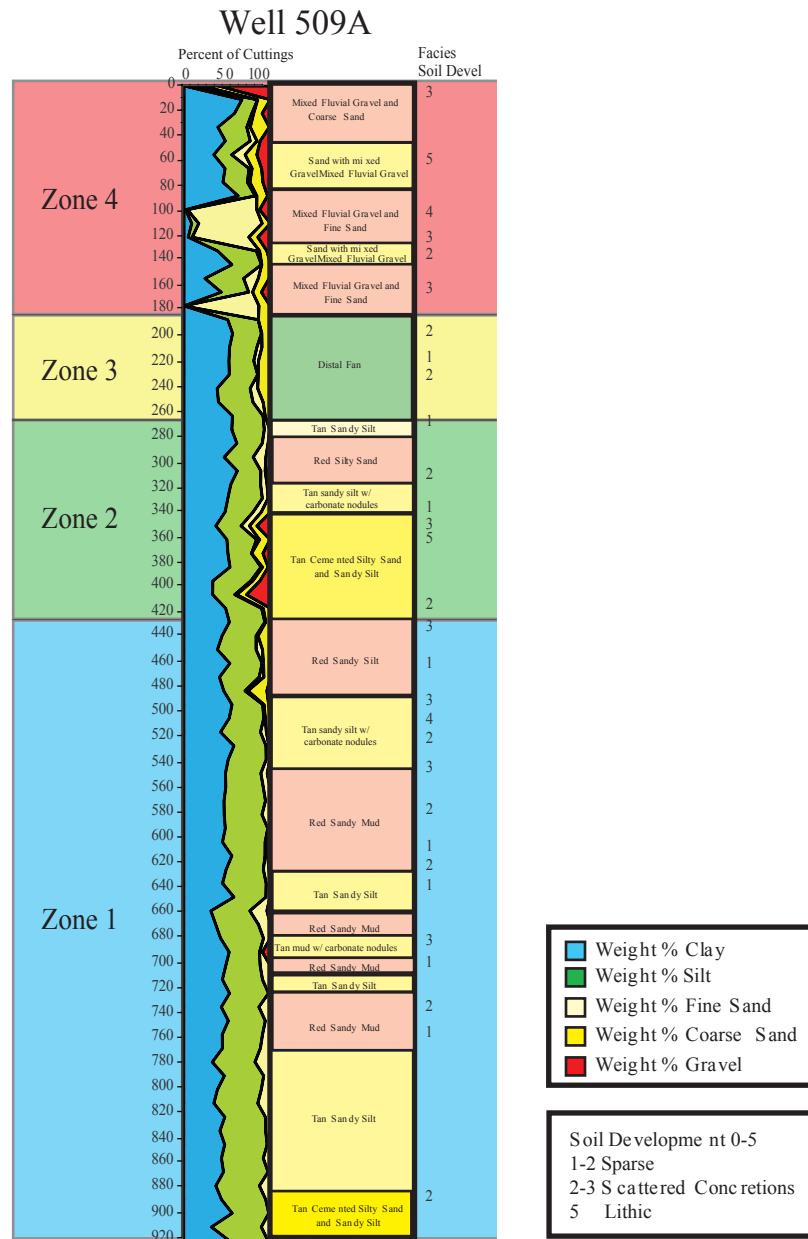 Well 509A
Percent of Cuttings
Facies
Soil Devel
0 50 100
0
20
40
60
80
100
120
140
160
180
200
220
240
260
280
300
320
340
360
380
400
420
440
460
480
500
520
540
560
580
600
620
640
660
680
700
720
740
760
780
800
820
840
860
880
900
920
Zone 4
Zone 3
Zone 2
Zone 1
Mixed Fluvial Gravel and
Coarse Sand
Sand with mi xed
GravelMixed Fluvial Gravel
Mixed Fluvial Gravel and
Fine Sand
Sand with mi xed
GravelMixed Fluvial Gravel
Mixed Fluvial Gravel and
Fine Sand
Distal Fan
Tan Sandy Silt
Red Silty Sand
Tan sandy silt w/
carbonate nodules
Tan Ceme nted Silty Sand
and Sandy Silt
Red Sandy Silt
Tan sandy silt w/
carbonate nodules
Red Sandy Mud
Tan Sandy Silt
Red Sandy Mud
Tan mud w/ carbonate nodules
Red Sandy Mud
Tan Sandy Silt
Red Sandy Mud
Tan Sandy Silt
Tan Ceme nted Silty Sand
and Sandy Silt
3
5
4
3
2
3
2
1
2
1
2
1
3
5
2
3
1
3
4
2
3
2
1
2
1
3
1
2
1
2
Weight % Clay
Weight % Silt
Weight % Fine Sand
Weight % Coarse Sand
Weight % Gravel
Soil Developme nt 0-5
1-2 Sparse
2-3 S cattered Concretions
5 Lithic